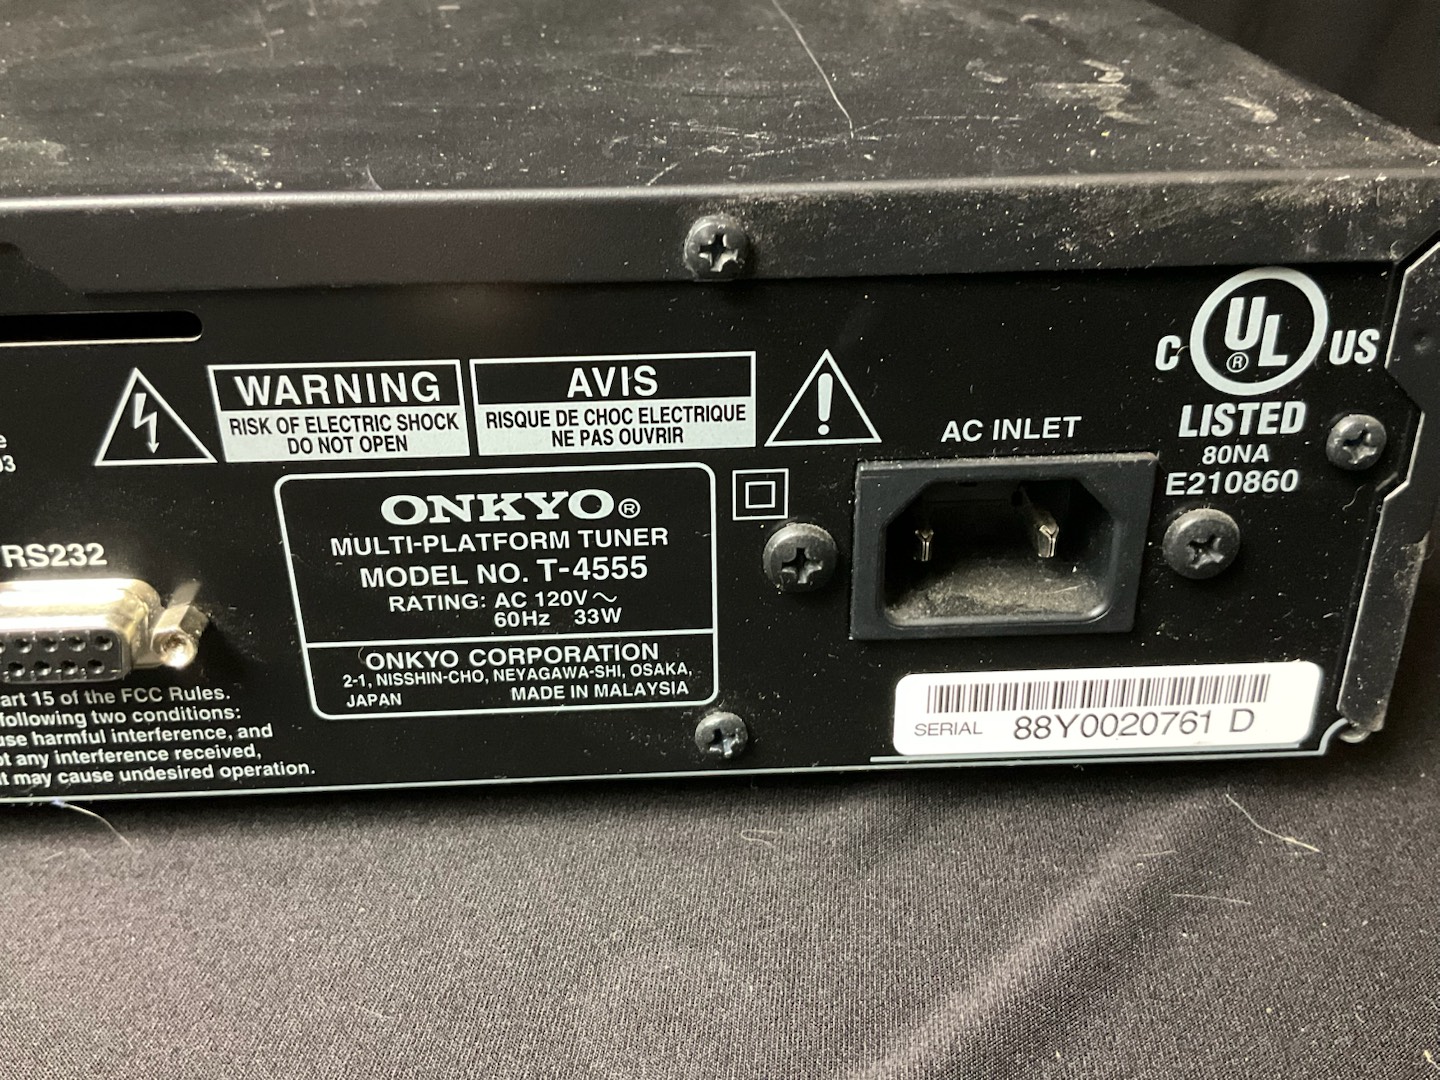 C UL® US
LISTED
80NA
E210860
WARNING
RISK OF ELECTRIC SHOCK
DO NOT OPEN
AVIS
RISQUE DE CHOC ELECTRIQUE
NE PAS OUVRIR
AC INLET
ONKYO®
MULTI-PLATFORM TUNER
MODEL NO. T-4555
RATING: AC 120V ~
60Hz 33W
ONKYO CORPORATION
2-1, NISSHIN-CHO, NEYAGAWA-SHI, OSAKA,
JAPAN MADE IN MALAYSIA
RS232
15 of the FCC Rules.
following two conditions:
harmful interference, and
any interference received,
may cause undesired operation.
SERIAL 88Y0020761 D